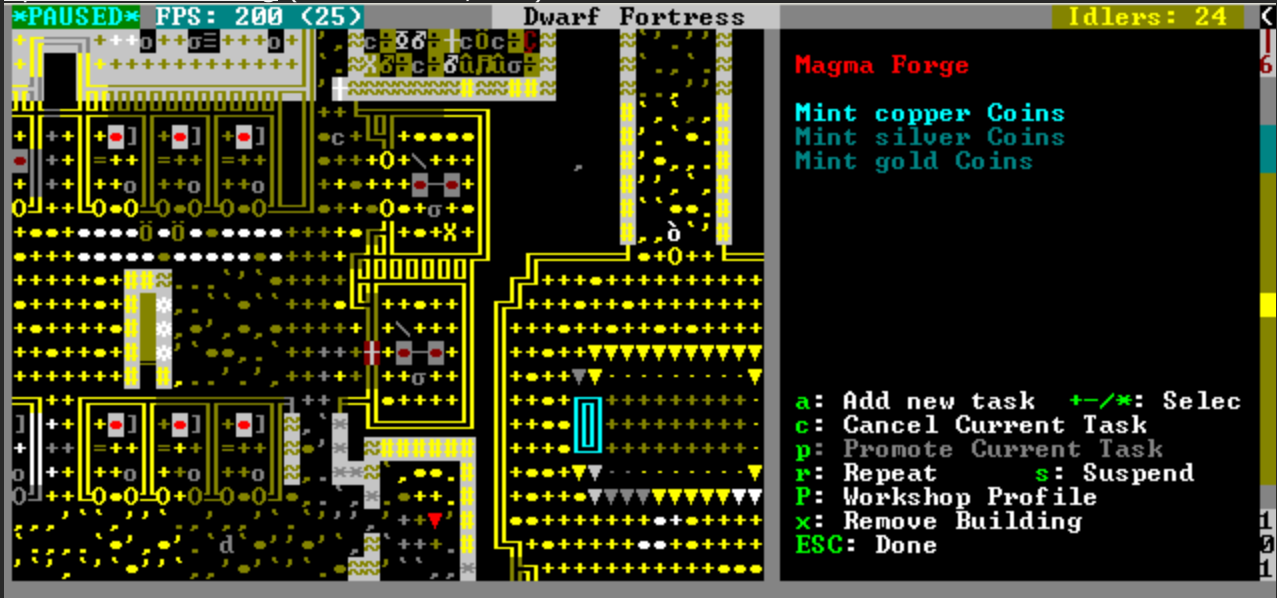 *PAUSED* FPS: 200 (25) Dwarf Fortress Idlers: 24
Magma Forge
Mint copper Coins
Mint silver Coins
Mint gold Coins
a: Add new task +-/*: Selec
c: Cancel Current Task
p: Promote Current Task
r: Repeat s: Suspend
P: Workshop Profile
x: Remove Building
ESC: Done